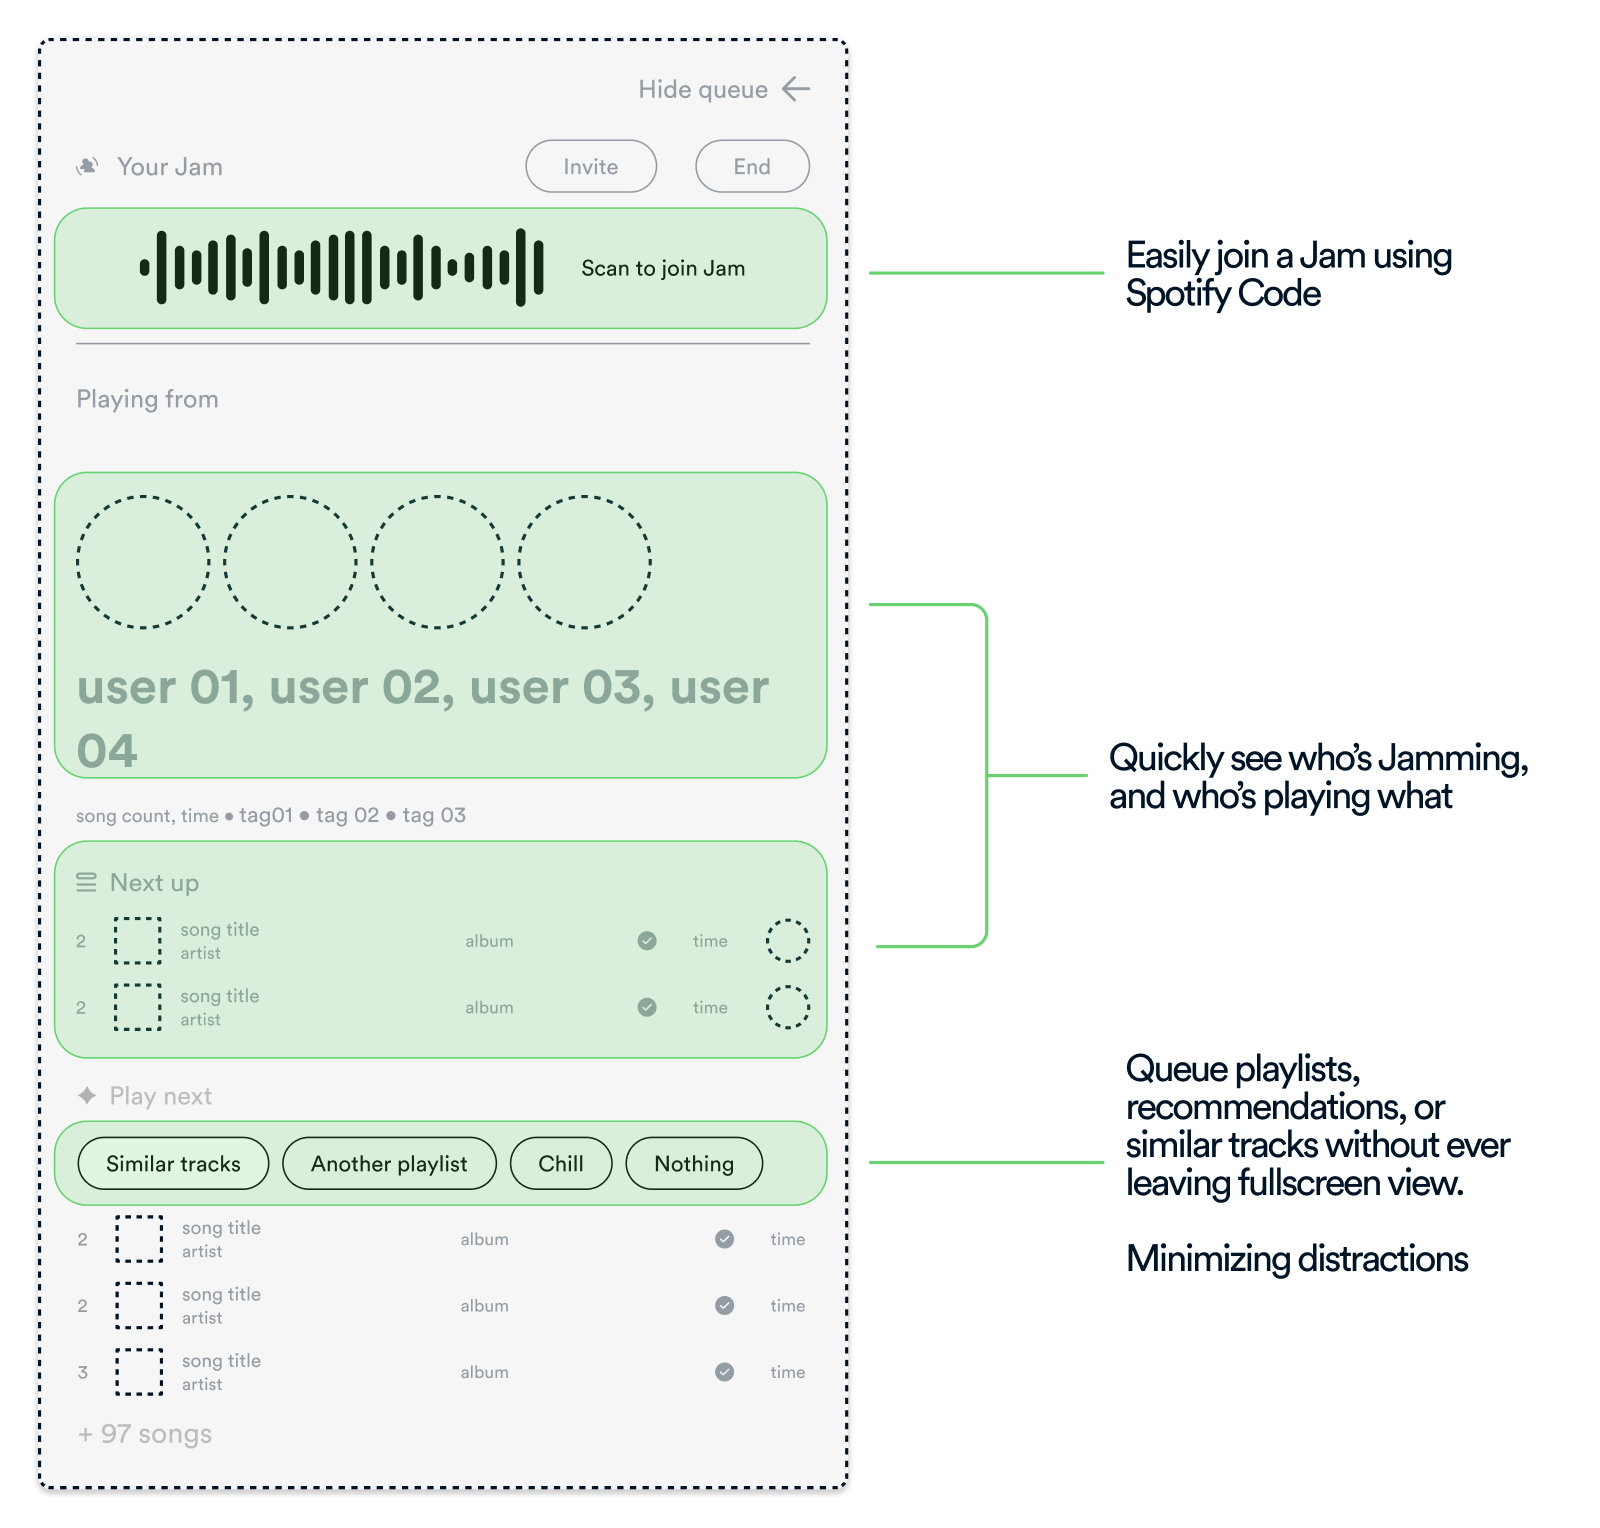 Hide queue
Your Jam
Invite
End
Scan to join Jam
Easily join a Jam using
Spotify Code
Playing from
user 01, user 02, user 03, user
04
song count, time • tag01 • tag 02 • tag 03
Quickly see who’s Jamming,
and who’s playing what
Next up
2
song title
artist
album
time
2
song title
artist
album
time
Play next
Similar tracks
Another playlist
Chill
Nothing
Queue playlists,
recommendations, or
similar tracks without ever
leaving fullscreen view.
Minimizing distractions
2
song title
artist
album
time
2
song title
artist
album
time
3
song title
artist
album
time
+ 97 songs